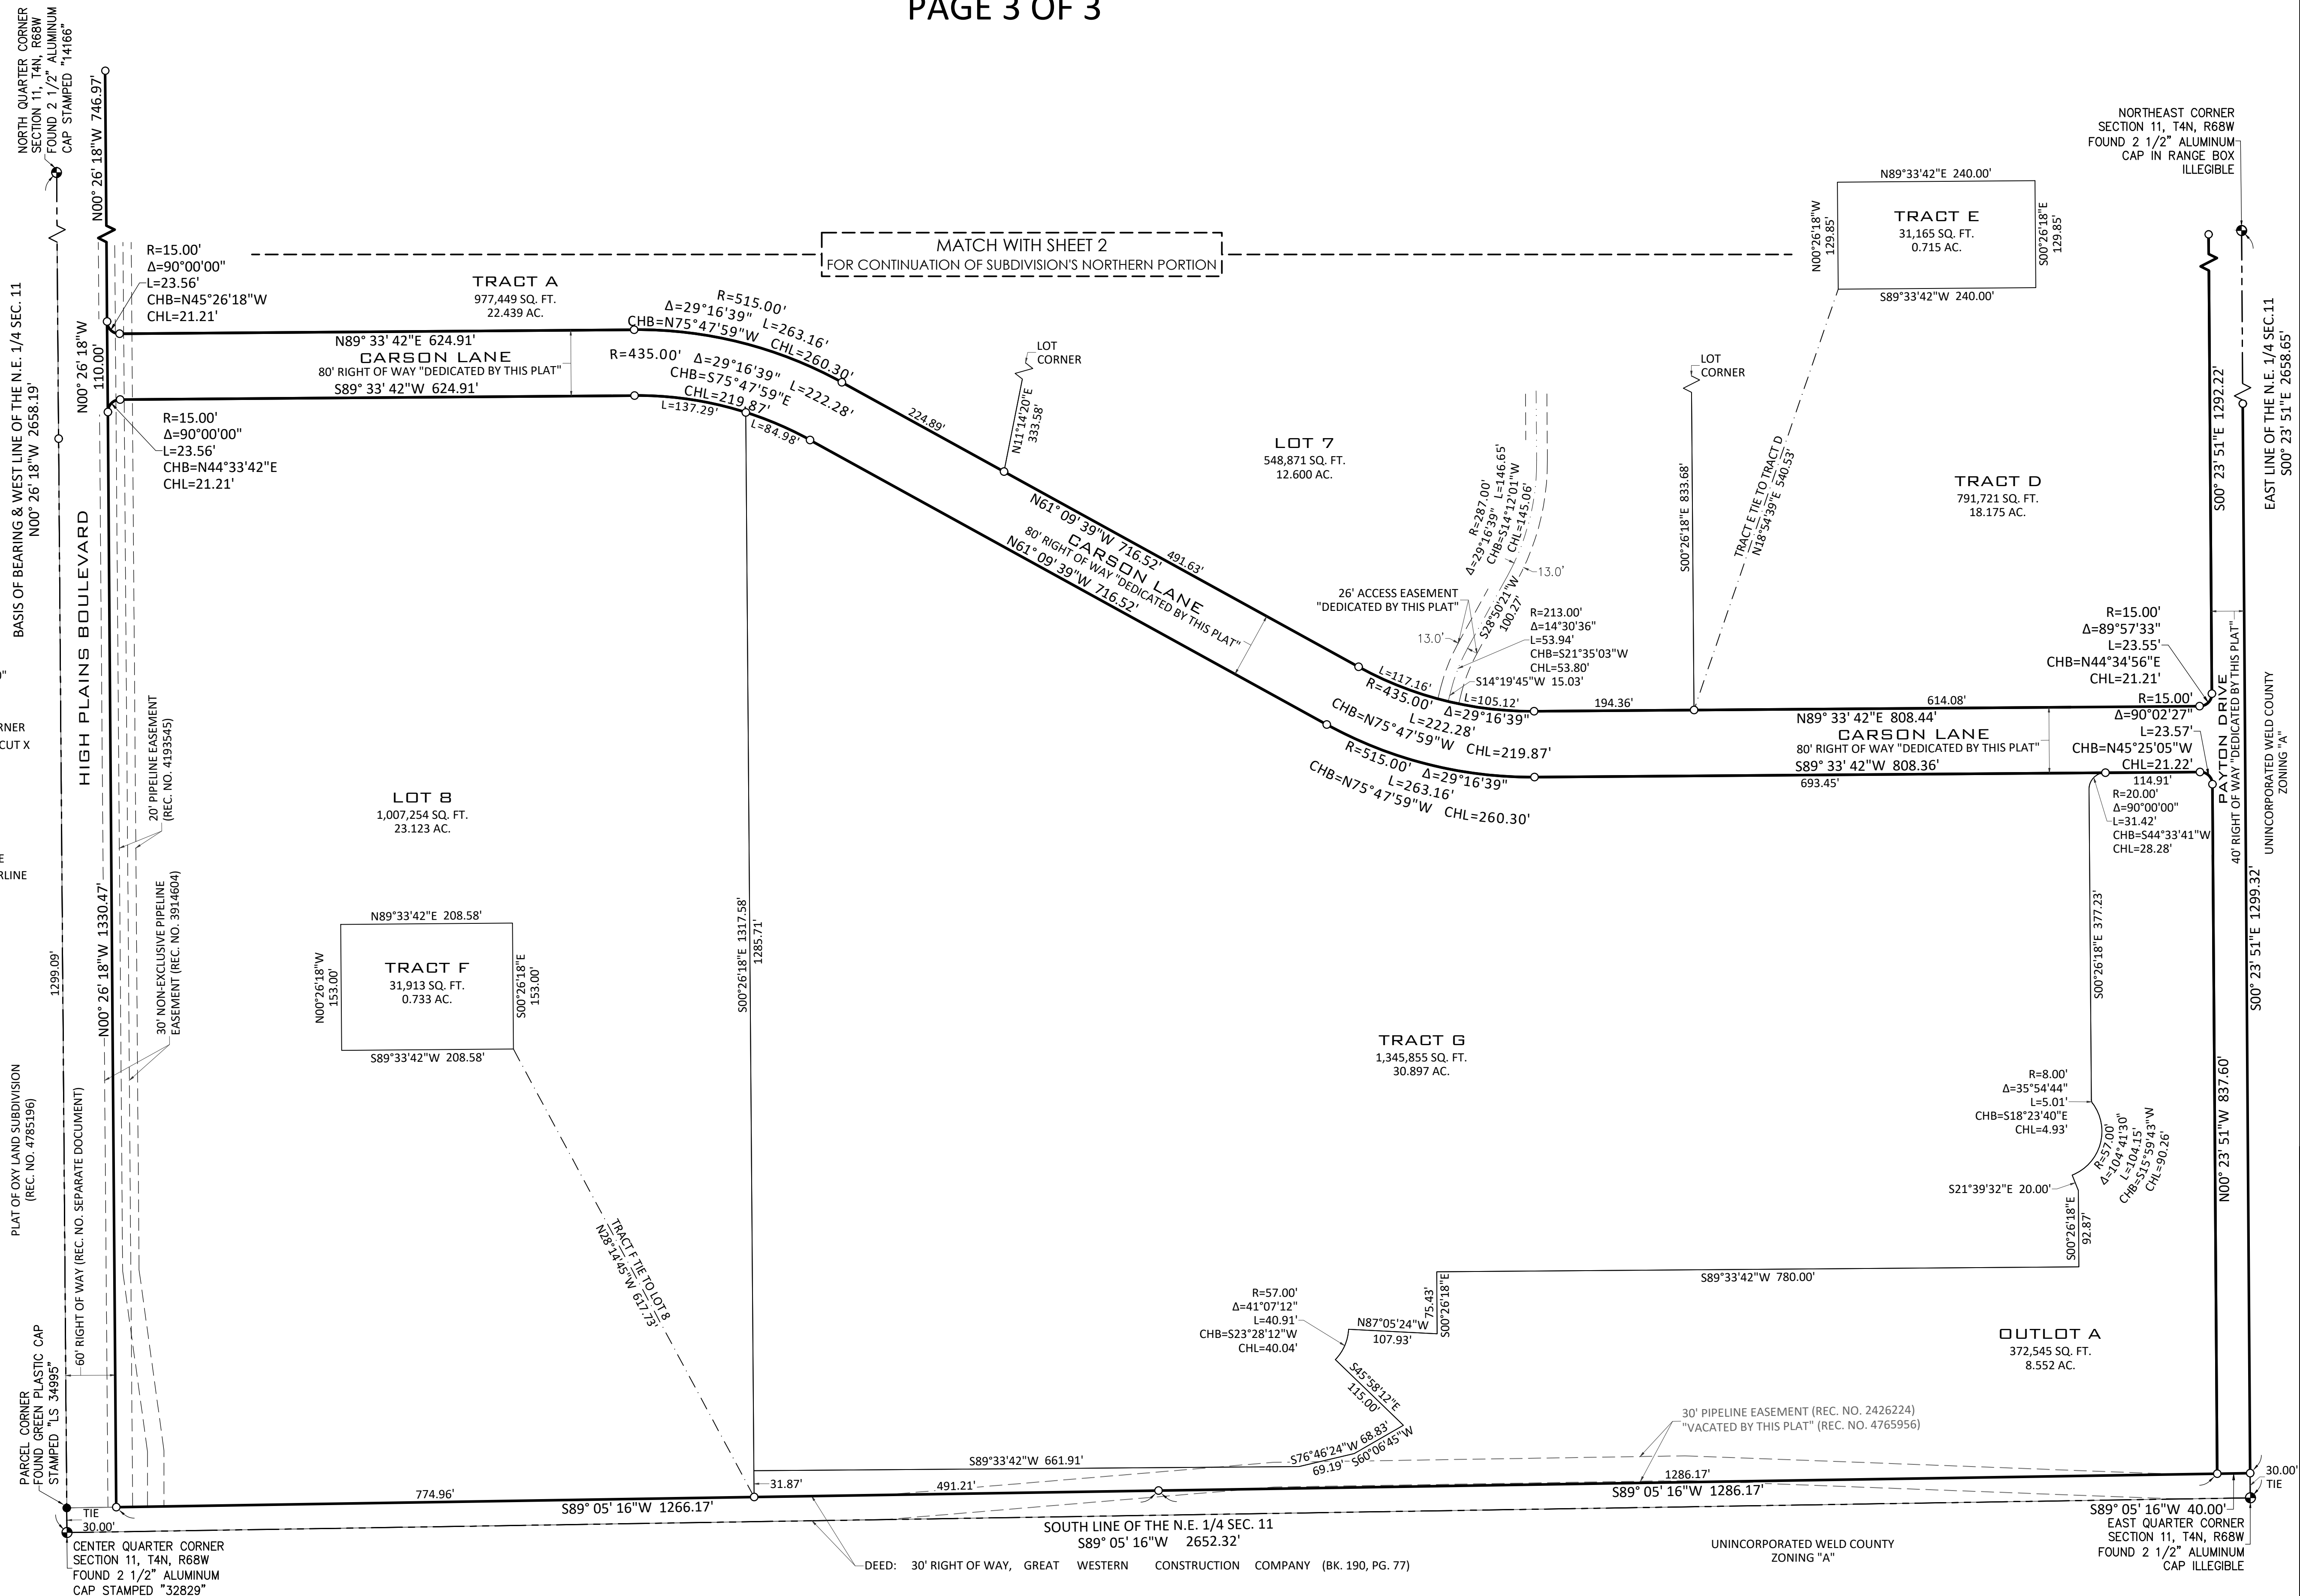 PAGE 3 OF 3
NORTH QUARTER CORNER
SECTION 11, T4N, R68W
FOUND 2 1/2" ALUMINUM
CAP STAMPED "14166"
N00° 26' 18"W 746.97'
NORTHEAST CORNER
SECTION 11, T4N, R68W
FOUND 2 1/2" ALUMINUM
CAP IN RANGE BOX
ILLEGIBLE
N89°33'42"E 240.00'
N00°26'18"W
129.85'
TRACT E
31,165 SQ. FT.
0.715 AC.
S00°26'18"E
129.85'
S89°33'42"W 240.00'
MATCH WITH SHEET 2
FOR CONTINUATION OF SUBDIVISION'S NORTHERN PORTION
R=15.00'
Δ=90°00'00"
L=23.56'
CHB=N45°26'18"W
CHL=21.21'
TRACT A
977,449 SQ. FT.
22.439 AC.
R=515.00'
Δ=29°16'39" L=263.16'
CHB=N75°47'59"W CHL=260.30'
BASIS OF BEARING & WEST LINE OF THE N.E. 1/4 SEC. 11
N00° 26' 18"W 2658.19'
N00° 26' 18"W
110.00'
N89° 33' 42"E 624.91'
CARSON LANE
80' RIGHT OF WAY "DEDICATED BY THIS PLAT"
S89° 33' 42"W 624.91'
R=435.00' Δ=29°16'39" L=222.28'
CHB=S75°47'59"E
CHL=219.87'
L=137.29'
L=84.98'
224.89'
LOT
CORNER
N11°14'20"E
333.58'
R=15.00'
Δ=90°00'00"
L=23.56'
CHB=N44°33'42"E
CHL=21.21'
LOT 7
548,871 SQ. FT.
12.600 AC.
R=287.00'
Δ=29°16'39" L=146.65'
CHB=S14°12'01"W
CHL=145.06'
LOT
CORNER
S00°26'18"E 833.68'
TRACT E TIE TO TRACT D
N18°54'39"E 540.53'
TRACT D
791,721 SQ. FT.
18.175 AC.
S00° 23' 51"E 1292.22'
EAST LINE OF THE N.E. 1/4 SEC.11
S00° 23' 51"E 2658.65'
HIGH PLAINS BOULEVARD
N61° 09' 39"W 716.52'
491.63'
CARSON LANE
80' RIGHT OF WAY "DEDICATED BY THIS PLAT"
N61° 09' 39"W 716.52'
13.0'
26' ACCESS EASEMENT
"DEDICATED BY THIS PLAT"
S28°50'21"W
100.27'
13.0'
R=213.00'
Δ=14°30'36"
L=53.94'
CHB=S21°35'03"W
CHL=53.80'
S14°19'45"W 15.03'
L=117.16'
L=105.12'
R=435.00' Δ=29°16'39"
L=222.28'
CHB=N75°47'59"W CHL=219.87'
194.36'
614.08'
N89° 33' 42"E 808.44'
CARSON LANE
80' RIGHT OF WAY "DEDICATED BY THIS PLAT"
S89° 33' 42"W 808.36'
693.45'
R=515.00' Δ=29°16'39"
L=263.16'
CHB=N75°47'59"W CHL=260.30'
R=15.00'
Δ=89°57'33"
L=23.55'
CHB=N44°34'56"E
CHL=21.21'
R=15.00'
Δ=90°02'27"
L=23.57'
CHB=N45°25'05"W
CHL=21.22'
114.91'
R=20.00'
Δ=90°00'00"
L=31.42'
CHB=S44°33'41"W
CHL=28.28'
PAYTON DRIVE
40' RIGHT OF WAY "DEDICATED BY THIS PLAT"
UNINCORPORATED WELD COUNTY
ZONING "A"
"
RNER
CUT X
E
RLINE
20' PIPELINE EASEMENT
(REC. NO. 4193545)
30' NON-EXCLUSIVE PIPELINE
EASEMENT (REC. NO. 3914604)
LOT 8
1,007,254 SQ. FT.
23.123 AC.
1299.09'
N00° 26' 18"W 1330.47'
N89°33'42"E 208.58'
N00°26'18"W
153.00'
TRACT F
31,913 SQ. FT.
0.733 AC.
S00°26'18"E
153.00'
S89°33'42"W 208.58'
S00°26'18"E 1317.58'
1285.71'
TRACT F TIE TO LOT 8
N28°14'45"W 617.73'
TRACT G
1,345,855 SQ. FT.
30.897 AC.
S00°26'18"E 377.23'
R=8.00'
Δ=35°54'44"
L=5.01'
CHB=S18°23'40"E
CHL=4.93'
R=57.00'
Δ=104°41'30"
L=104.15'
CHB=S15°59'43"W
CHL=90.26'
S21°39'32"E 20.00'
S00°26'18"E
92.87'
S00° 23' 51"E 1299.32'
N00° 23' 51"W 837.60'
S89°33'42"W 780.00'
75.43'
S00°26'18"E
N87°05'24"W
107.93'
R=57.00'
Δ=41°07'12"
L=40.91'
CHB=S23°28'12"W
CHL=40.04'
S45°58'12"E
115.00'
S76°46'24"W
69.19'
68.83'
S60°06'45"W
OUTLOT A
372,545 SQ. FT.
8.552 AC.
30' PIPELINE EASEMENT (REC. NO. 2426224)
"VACATED BY THIS PLAT" (REC. NO. 4765956)
PLAT OF OXY LAND SUBDIVISION
(REC. NO. 4785196)
60' RIGHT OF WAY (REC. NO. SEPARATE DOCUMENT)
PARCEL CORNER
FOUND GREEN PLASTIC CAP
STAMPED "LS 34995"
S89°33'42"W 661.91'
31.87'
774.96'
491.21'
1286.17'
S89° 05' 16"W 1266.17'
S89° 05' 16"W 1286.17'
30.00'
TIE
S89° 05' 16"W 40.00'
TIE
30.00'
SOUTH LINE OF THE N.E. 1/4 SEC. 11
S89° 05' 16"W 2652.32'
CENTER QUARTER CORNER
SECTION 11, T4N, R68W
FOUND 2 1/2" ALUMINUM
CAP STAMPED "32829"
DEED: 30' RIGHT OF WAY, GREAT WESTERN CONSTRUCTION COMPANY (BK. 190, PG. 77)
UNINCORPORATED WELD COUNTY
ZONING "A"
EAST QUARTER CORNER
SECTION 11, T4N, R68W
FOUND 2 1/2" ALUMINUM
CAP ILLEGIBLE